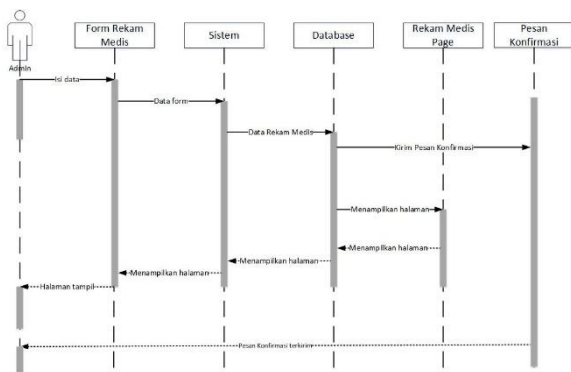 Form Rekam
Medis
Sistem
Database
Rekam Medis
Page
Pesan
Konfirmasi
Admin
Isi data
Data form
Data Rekam Medis
Kirim Pesan Konfirmasi
Menampilkan halaman
Menampilkan halaman
Menampilkan halaman
Menampilkan halaman
Halaman tampil
Pesan Konfirmasi terkirim